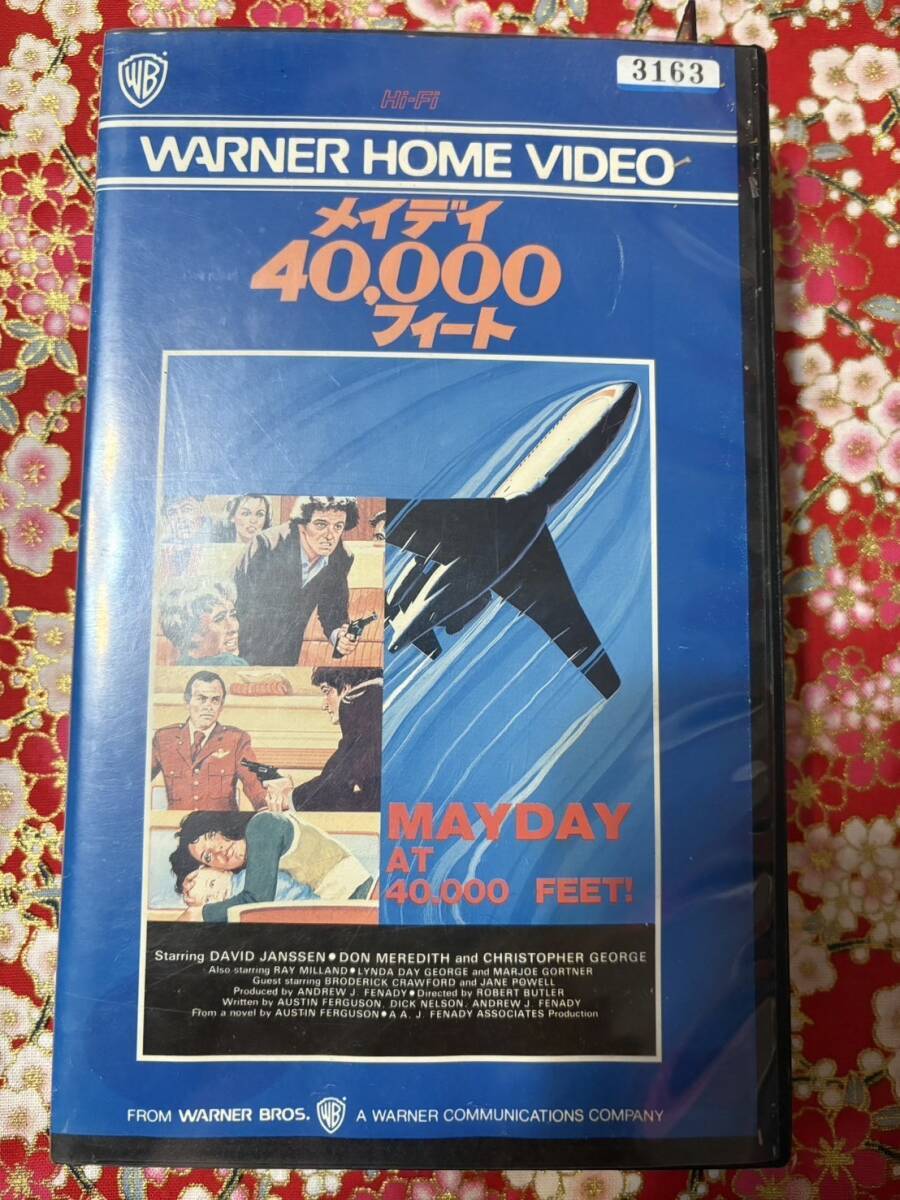 WB
3163
Hi-Fi
WARNER HOME VIDEO
メイデイ
40,000
フィート
MAYDAY
AT
40.000 FEET!
Starring DAVID JANSSEN●DON MEREDITH and CHRISTOPHER GEORGE
Also starring RAY MILLAND●LYNDA DAY GEORGE and MARJOE GORTNER
Guest starring BRODERICK CRAWFORD and JANE POWELL
Produced by ANDREW J. FENADY●Directed by ROBERT BUTLER
Written by AUSTIN FERGUSON, DICK NELSON, ANDREW J. FENADY
From a novel by AUSTIN FERGUSON●A A. J. FENADY ASSOCIATES Production
FROM WARNER BROS. WB A WARNER COMMUNICATIONS COMPANY